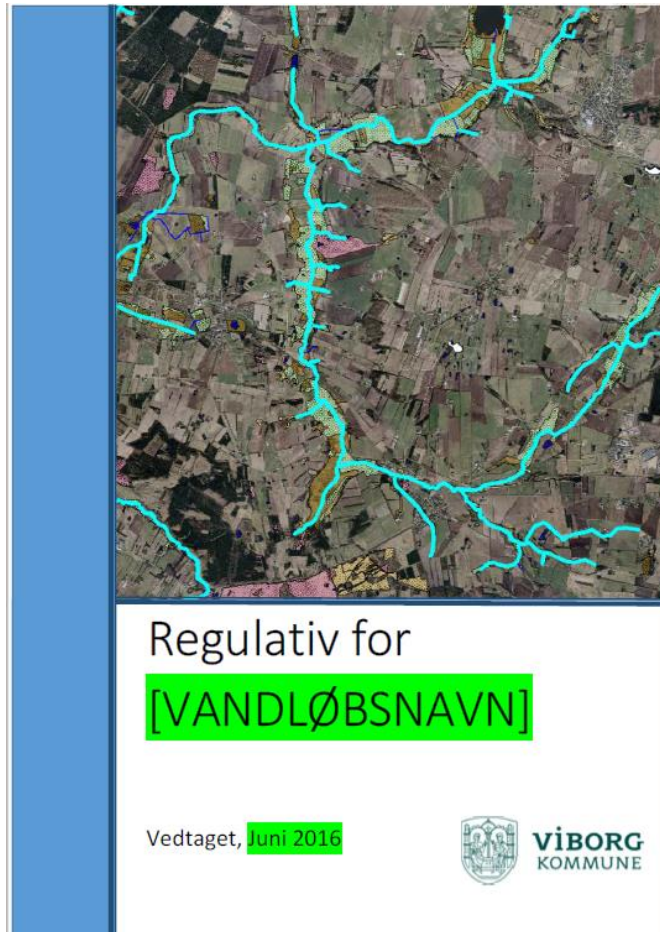 Regulativ for
[VANDLØBSNAVN]
Vedtaget, Juni 2016
VIBORG
KOMMUNE